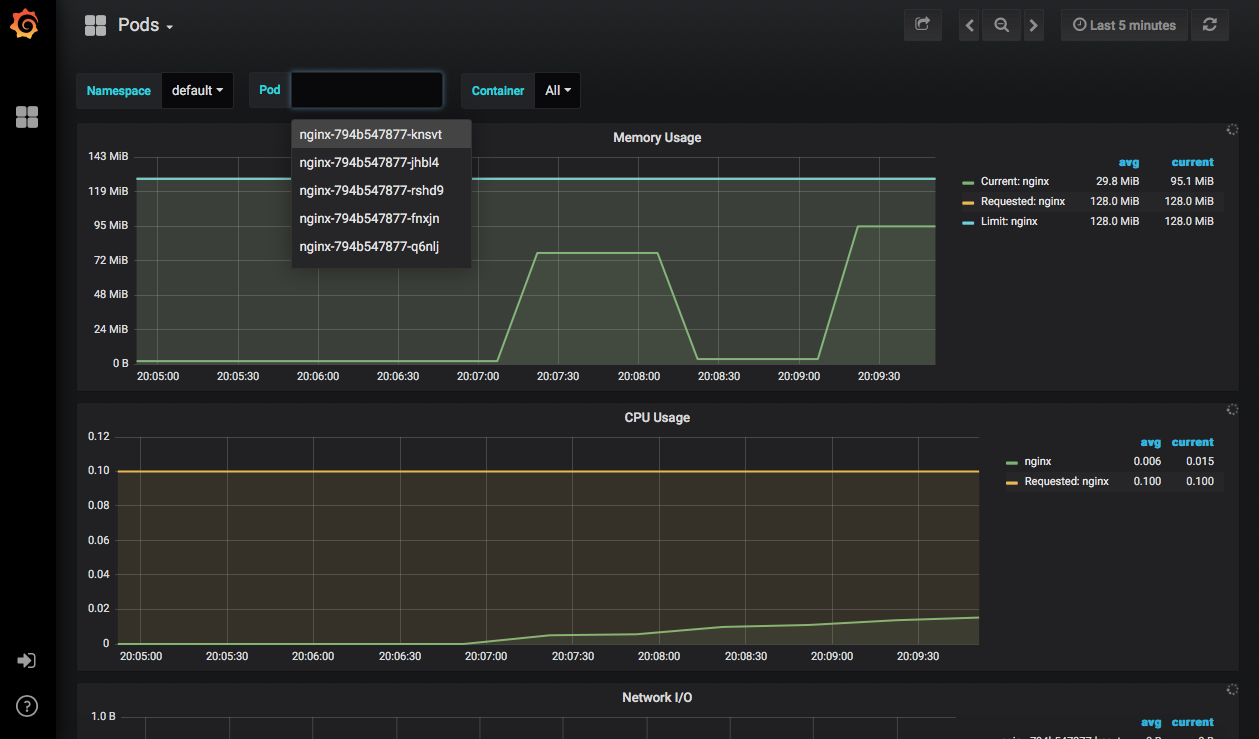 Pods
Last 5 minutes
Namespace default Pod Container All
nginx-794b547877-knsvt
nginx-794b547877-jhbl4
nginx-794b547877-rshd9
nginx-794b547877-fnxjn
nginx-794b547877-q6nlj
Memory Usage
143 MiB
119 MiB
95 MiB
72 MiB
48 MiB
24 MiB
0 B
20:05:00 20:05:30 20:06:00 20:06:30 20:07:00 20:07:30 20:08:00 20:08:30 20:09:00 20:09:30
avg current
Current: nginx 29.8 MiB 95.1 MiB
Requested: nginx 128.0 MiB 128.0 MiB
Limit: nginx 128.0 MiB 128.0 MiB
CPU Usage
0.12
0.10
0.08
0.06
0.04
0.02
0
20:05:00 20:05:30 20:06:00 20:06:30 20:07:00 20:07:30 20:08:00 20:08:30 20:09:00 20:09:30
avg current
nginx 0.006 0.015
Requested: nginx 0.100 0.100
Network I/O
1.0 B
avg current
?